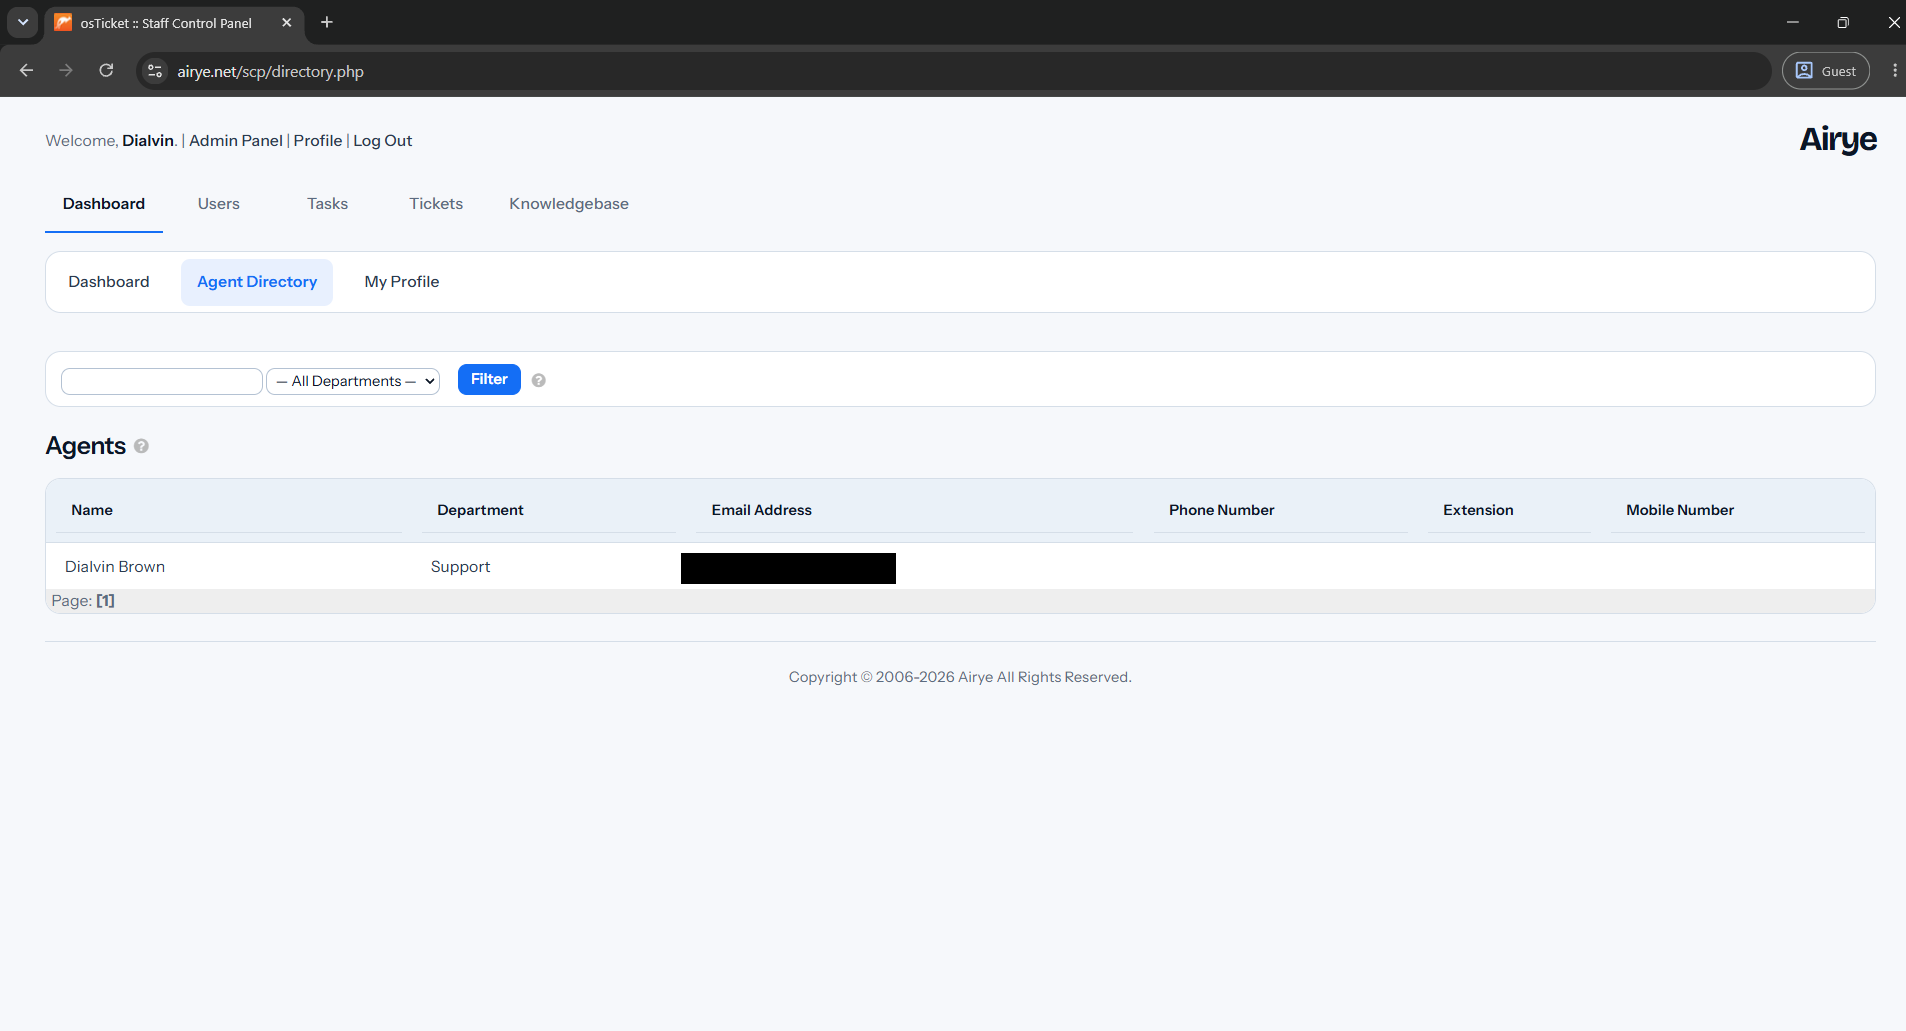 osTicket :: Staff Control Panel
airye.net/scp/directory.php
Guest
Welcome, Dialvin. | Admin Panel | Profile | Log Out
Airye
Dashboard Users Tasks Tickets Knowledgebase
Dashboard Agent Directory My Profile
— All Departments — Filter ?
Agents ?
Name Department Email Address Phone Number Extension Mobile Number
Dialvin Brown Support
Page: [1]
Copyright © 2006-2026 Airye All Rights Reserved.